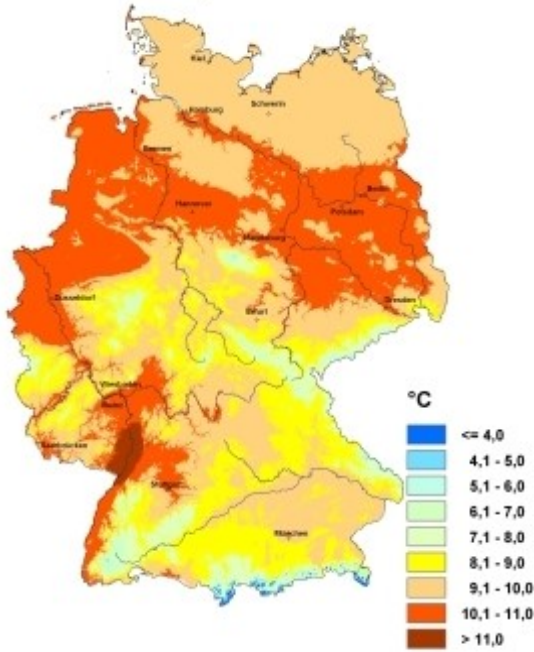 Kiel
Schwerin
Hamburg
Bremen
Berlin
Hannover
Potsdam
Magdeburg
Düsseldorf
Dresden
Erfurt
Wiesbaden
Mainz
Saarbrücken
Stuttgart
München
°C
<= 4,0
4,1 - 5,0
5,1 - 6,0
6,1 - 7,0
7,1 - 8,0
8,1 - 9,0
9,1 - 10,0
10,1 - 11,0
> 11,0